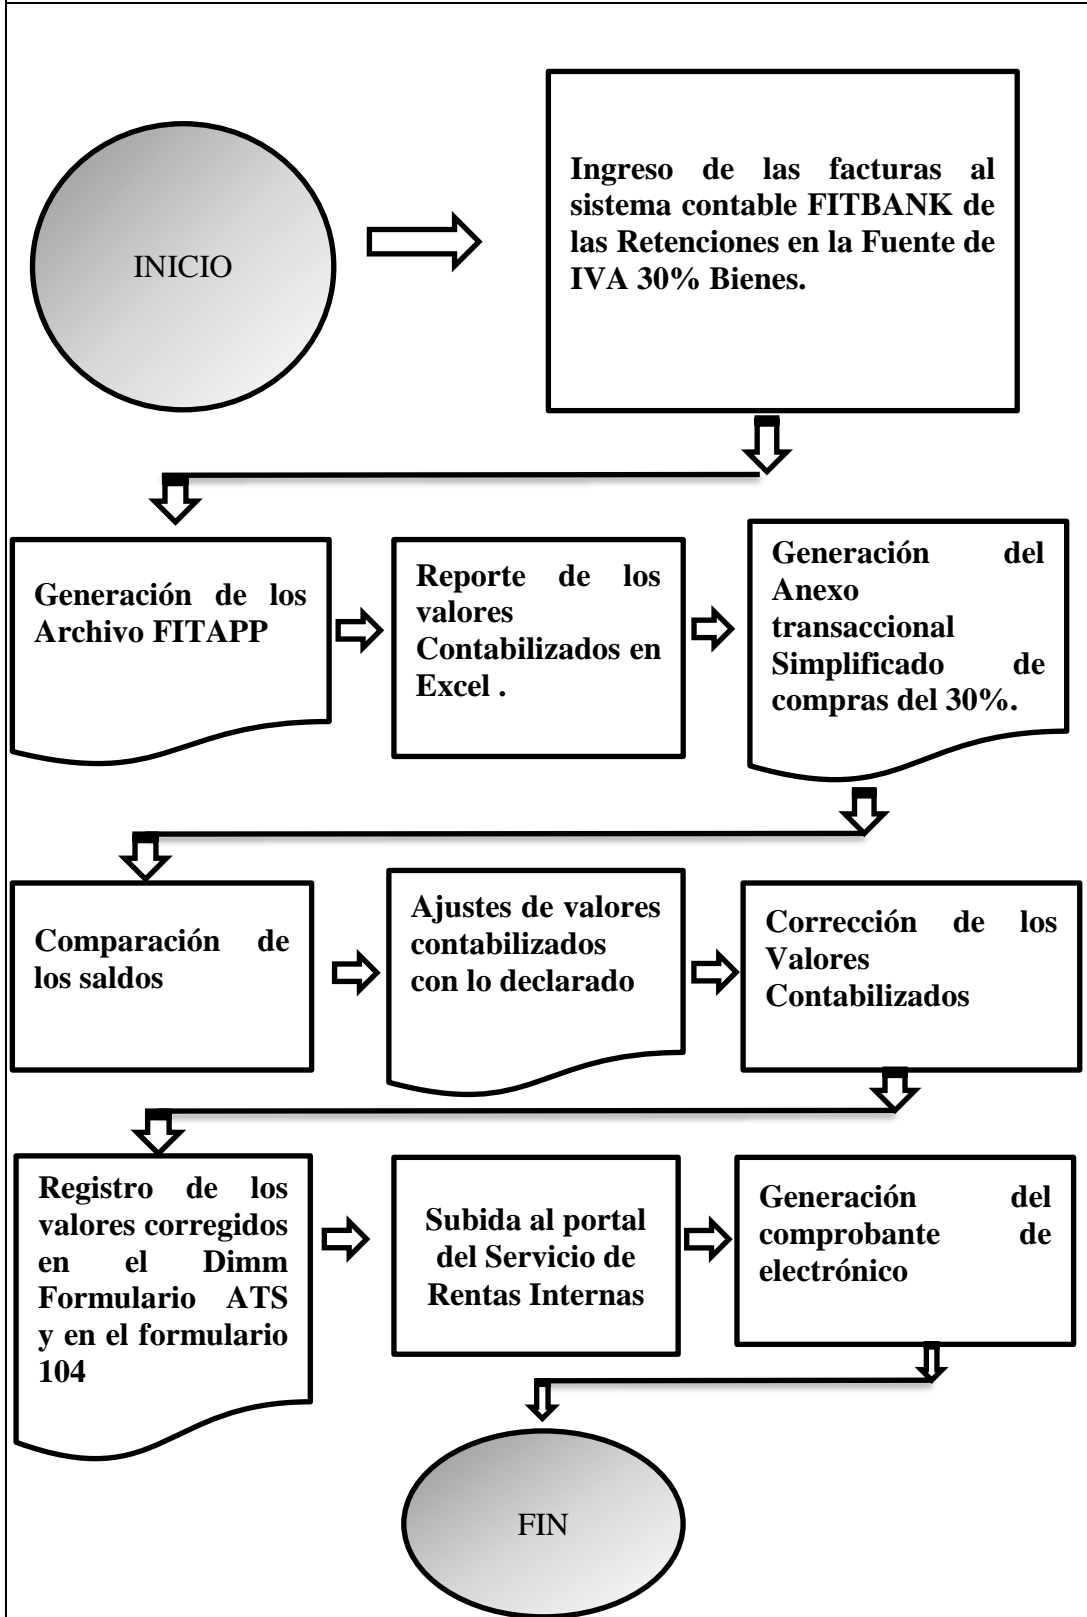 INICIO
Ingreso de las facturas al
sistema contable FITBANK de
las Retenciones en la Fuente de
IVA 30% Bienes.
Generación de los
Archivo FITAPP
Reporte de los
valores
Contabilizados en
Excel .
Generación del
Anexo
transaccional
Simplificado de
compras del 30%.
Comparación de
los saldos
Ajustes de valores
contabilizados
con lo declarado
Corrección de los
Valores
Contabilizados
Registro de los
valores corregidos
en el Dimm
Formulario ATS
y en el formulario
104
Subida al portal
del Servicio de
Rentas Internas
Generación del
comprobante de
electrónico
FIN